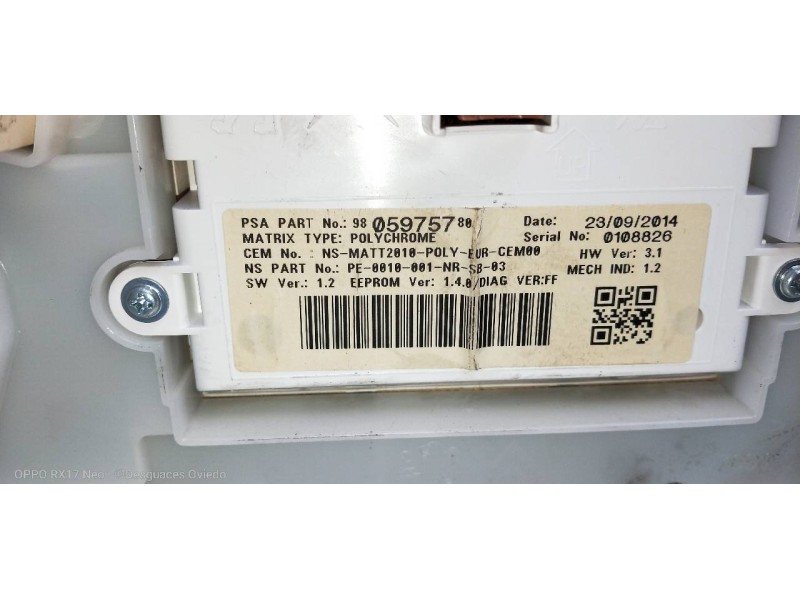 PSA PART No.: 98 059757 80 Date: 23/09/2014
MATRIX TYPE: POLYCHROME Serial No: 0108826
CEM No. : NS-MATT2010-POLY-EUR-CEM00 HW Ver: 3.1
NS PART No.: PE-0010-001-NR-SB-03 MECH IND: 1.2
SW Ver.: 1.2 EEPROM Ver: 1.4.0/DIAG VER:FF
OPPO RX17 Neo Desguaces Oviedo